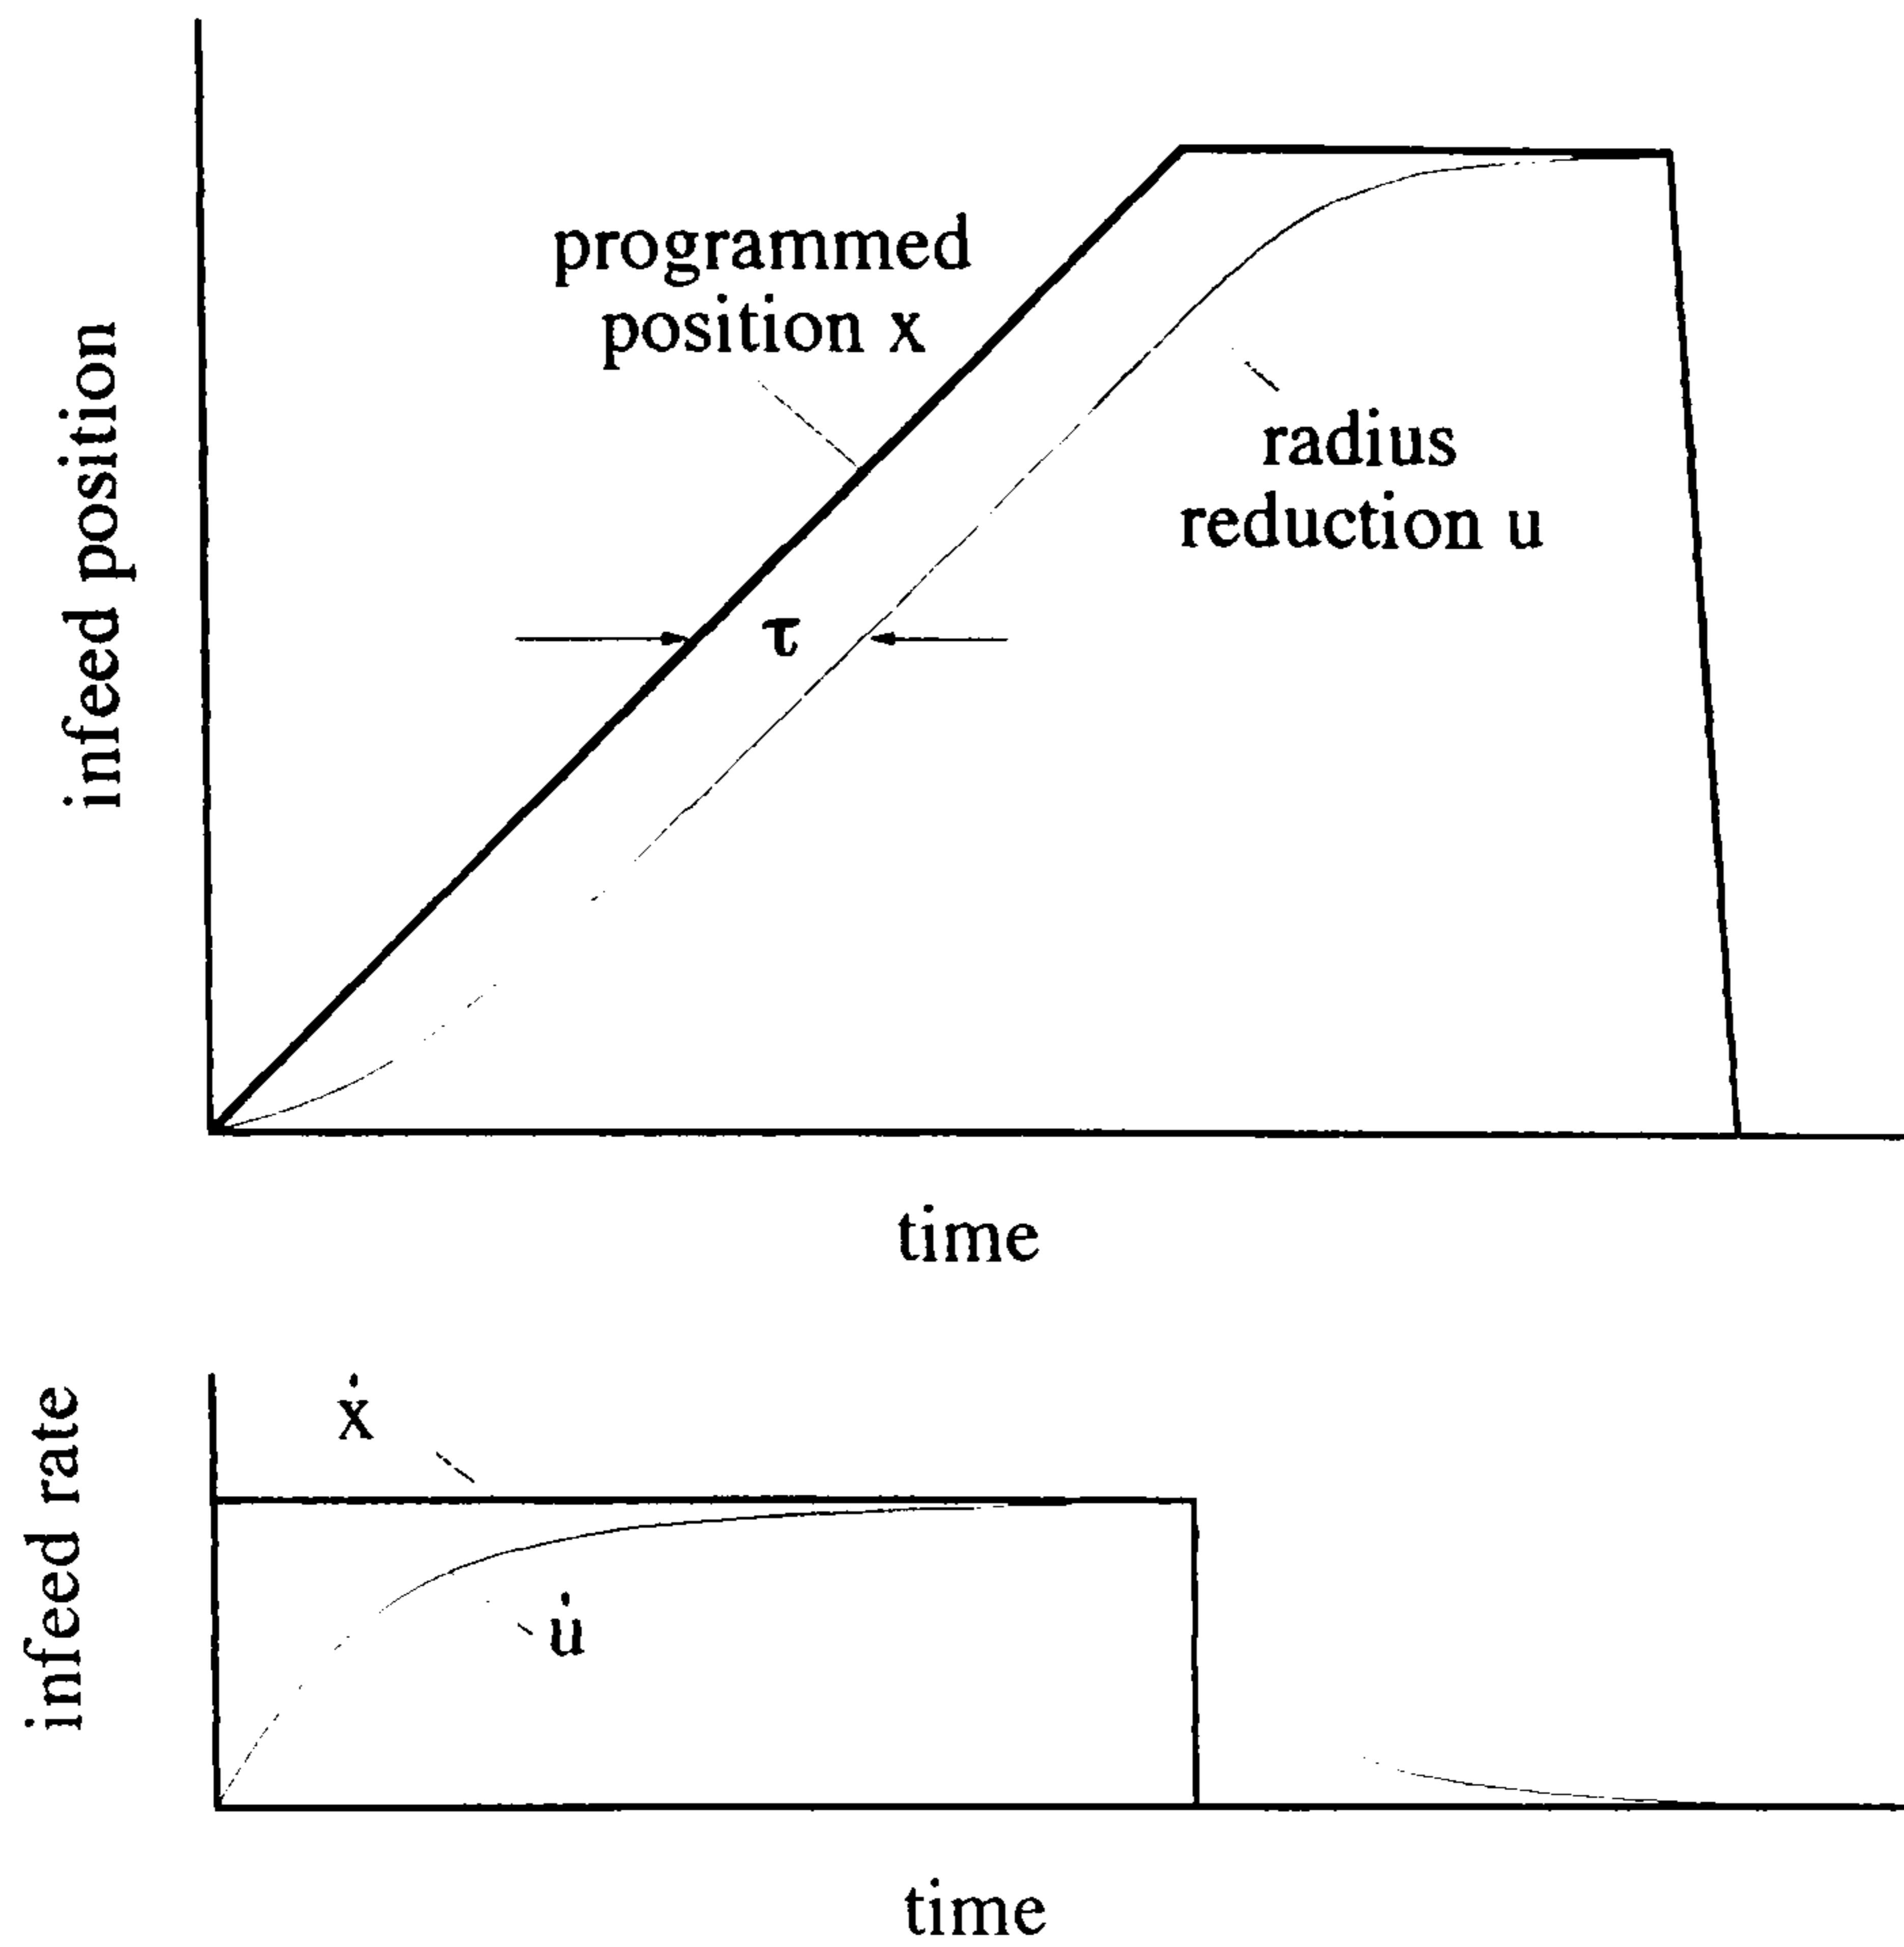 programmed
position x
radius
reduction u
τ
infeed position
time
ẋ
u̇
infeed rate
time